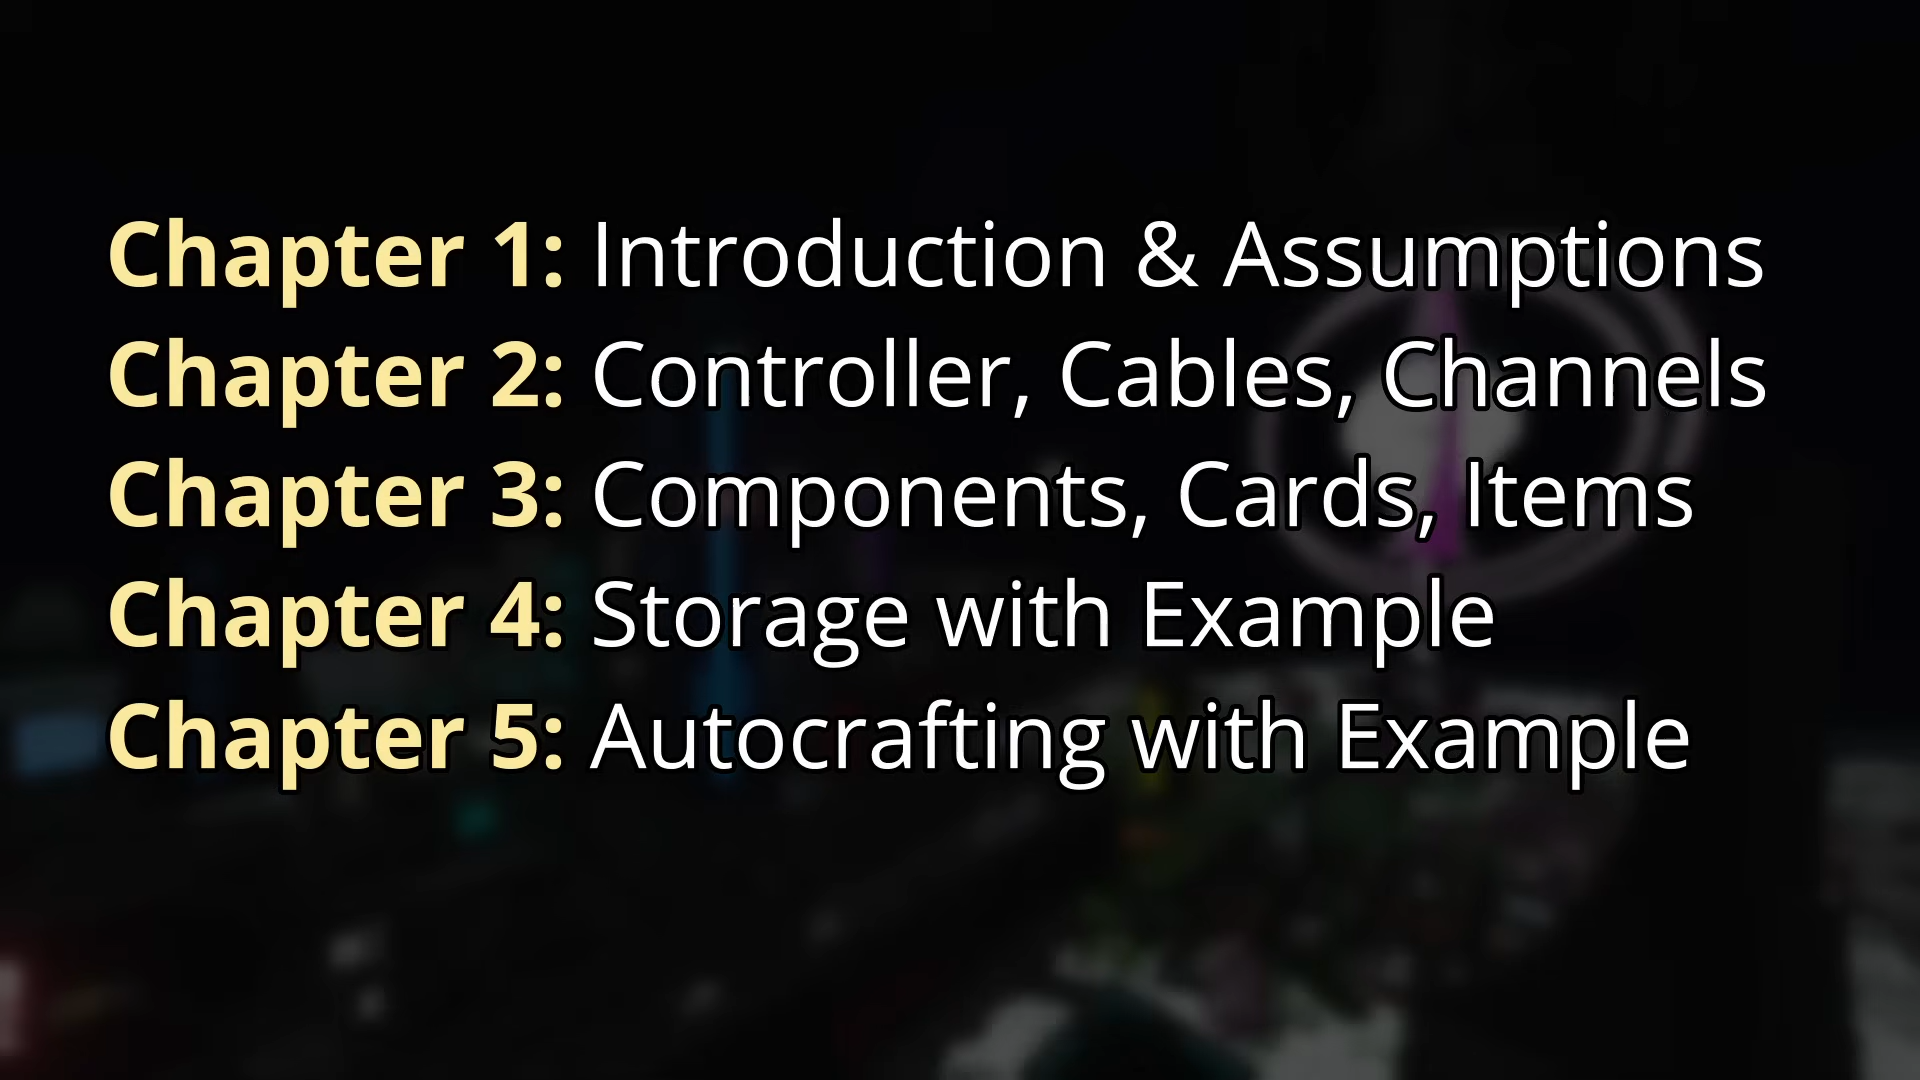 Chapter 1: Introduction & Assumptions
Chapter 2: Controller, Cables, Channels
Chapter 3: Components, Cards, Items
Chapter 4: Storage with Example
Chapter 5: Autocrafting with Example